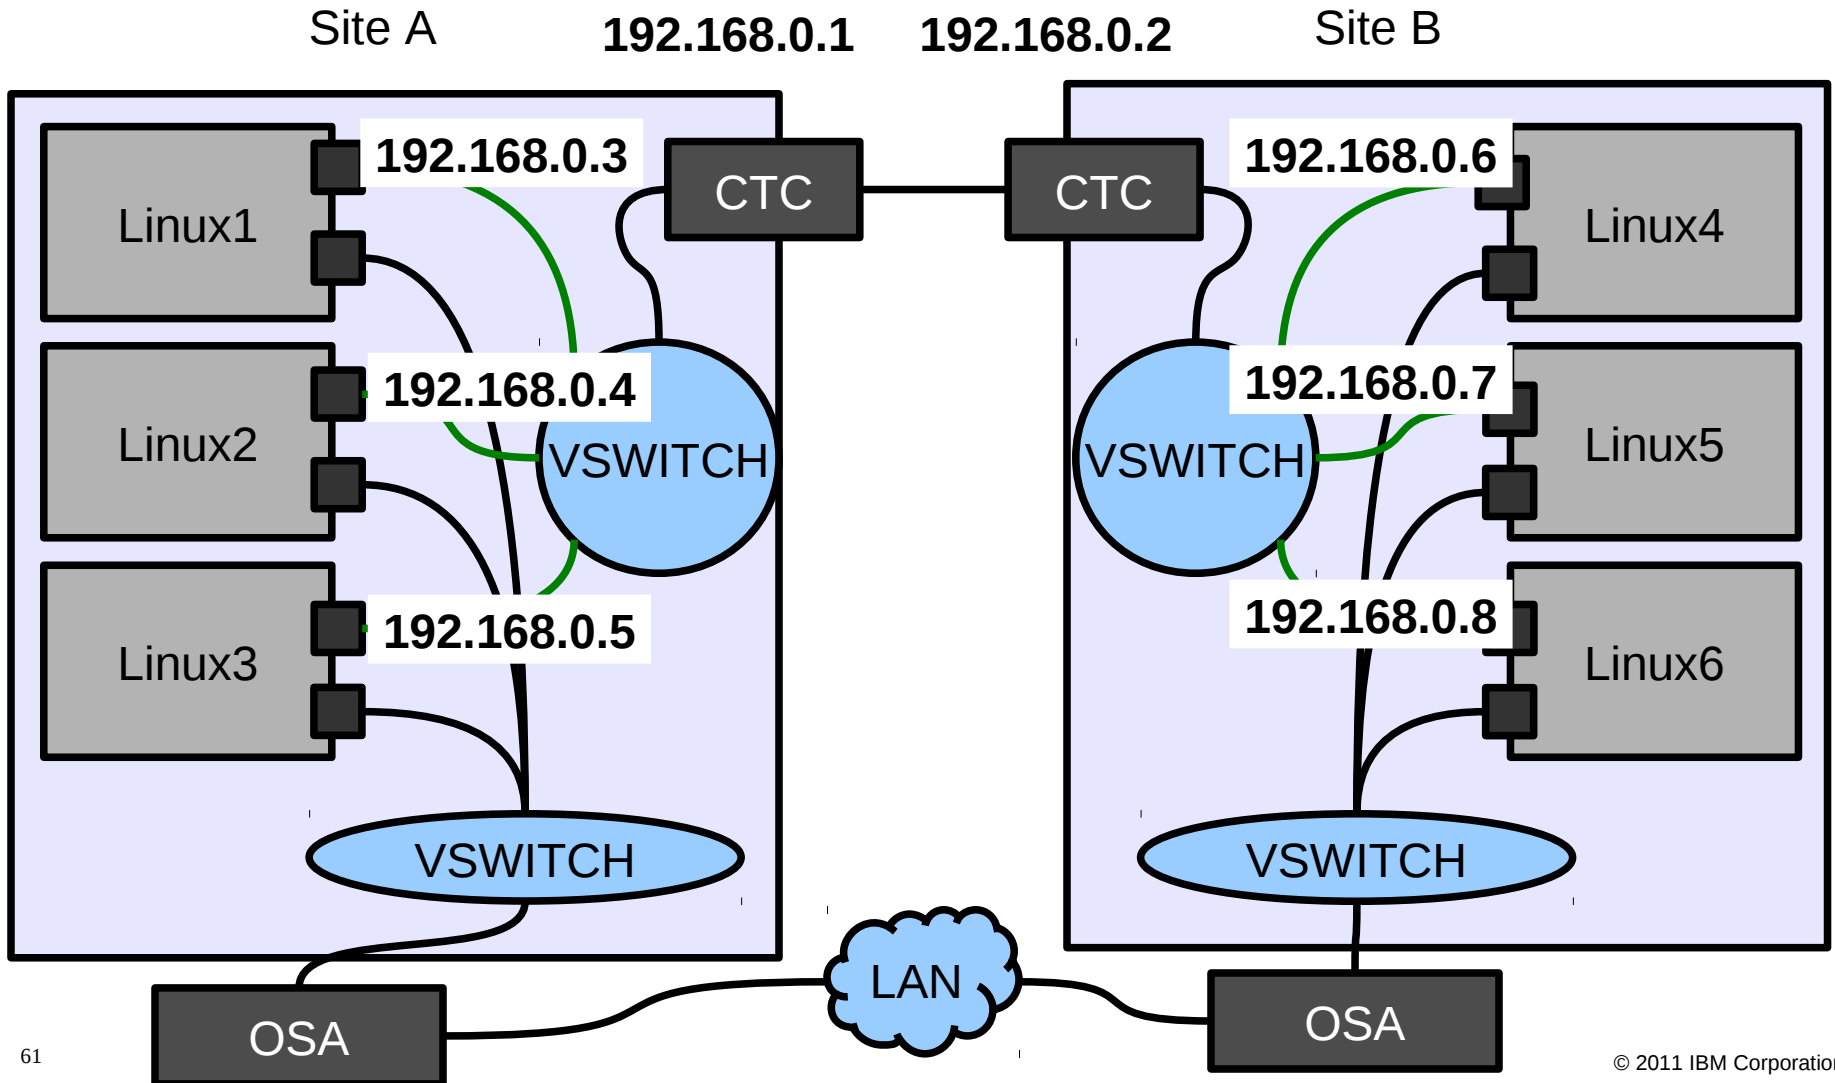 Site A
192.168.0.1
192.168.0.2
Site B
192.168.0.3
CTC
CTC
192.168.0.6
Linux1
Linux4
192.168.0.4
192.168.0.7
Linux2
VSWITCH
VSWITCH
Linux5
192.168.0.5
192.168.0.8
Linux3
Linux6
VSWITCH
VSWITCH
LAN
OSA
OSA
61
© 2011 IBM Corporation